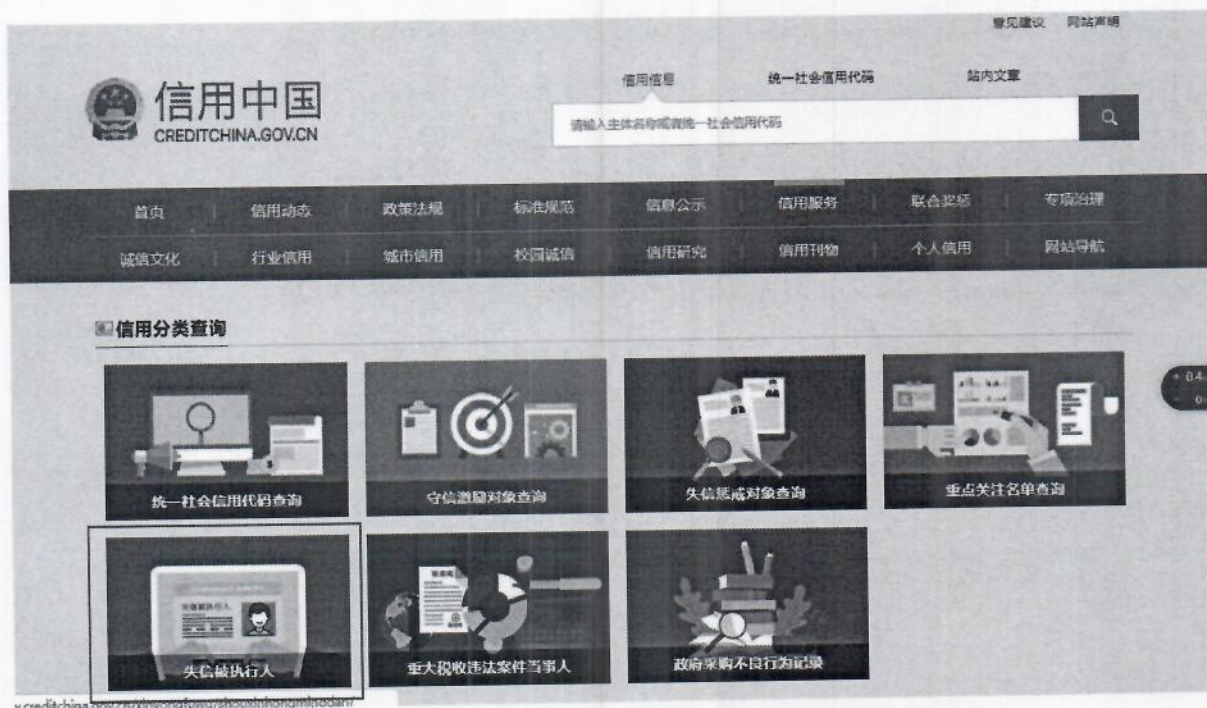 意见建议 网站声明
信用信息 统一社会信用代码 站内文章
信用中国
CREDITCHINA.GOV.CN
请输入主体名称或者统一社会信用代码
首页 信用动态 政策法规 标准规范 信息公示 信用服务 联合奖惩 专项治理
诚信文化 行业信用 城市信用 校园诚信 信用研究 信用刊物 个人信用 网站导航
信用分类查询
统一社会信用代码查询 守信激励对象查询 失信惩戒对象查询 重点关注名单查询
失信被执行人
失信被执行人 重大税收违法案件当事人 政府采购不良行为记录